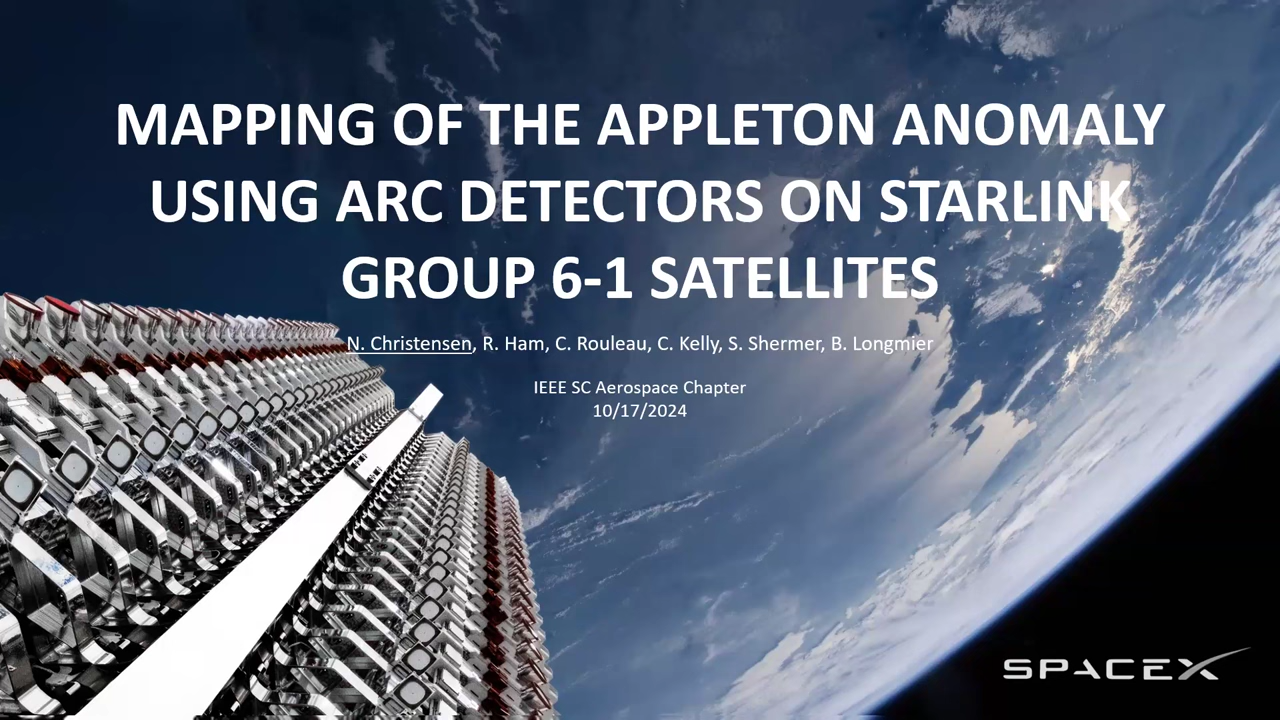 MAPPING OF THE APPLETON ANOMALY
USING ARC DETECTORS ON STARLINK
GROUP 6-1 SATELLITES
N. Christensen, R. Ham, C. Rouleau, C. Kelly, S. Shermer, B. Longmier
IEEE SC Aerospace Chapter
10/17/2024
SPACEX